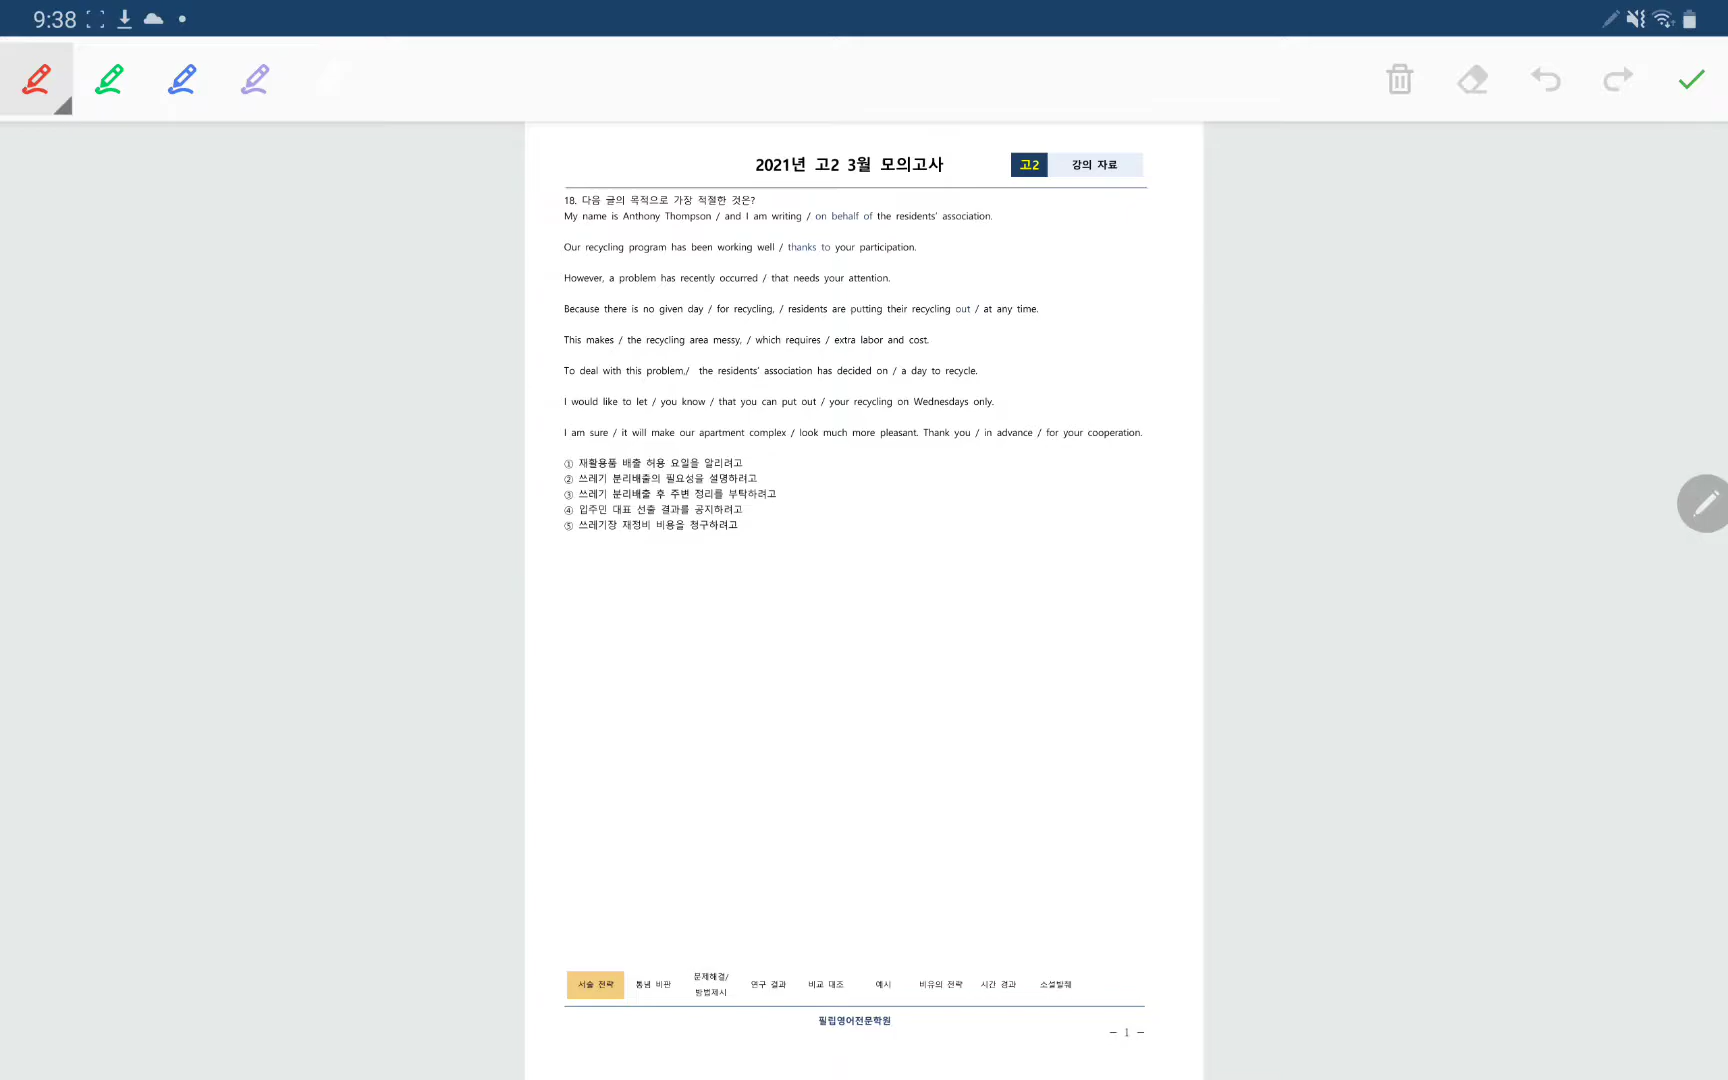 9:38
2021년 고2 3월 모의고사
고2
강의 자료
18. 다음 글의 목적으로 가장 적절한 것은?
My name is Anthony Thompson / and I am writing / on behalf of the residents' association.
Our recycling program has been working well / thanks to your participation.
However, a problem has recently occurred / that needs your attention.
Because there is no given day / for recycling, / residents are putting their recycling out / at any time.
This makes / the recycling area messy, / which requires / extra labor and cost.
To deal with this problem,/ the residents' association has decided on / a day to recycle.
I would like to let / you know / that you can put out / your recycling on Wednesdays only.
I am sure / it will make our apartment complex / look much more pleasant. Thank you / in advance / for your cooperation.
① 재활용품 배출 허용 요일을 알리려고
② 쓰레기 분리배출의 필요성을 설명하려고
③ 쓰레기 분리배출 후 주변 정리를 부탁하려고
④ 입주민 대표 선출 결과를 공지하려고
⑤ 쓰레기장 재정비 비용을 청구하려고
서술 전략
통념 비판
문제해결/
방법제시
연구 결과
비교 대조
예시
비유의 전략
시간 경과
소설발췌
필립영어전문학원
- 1 -